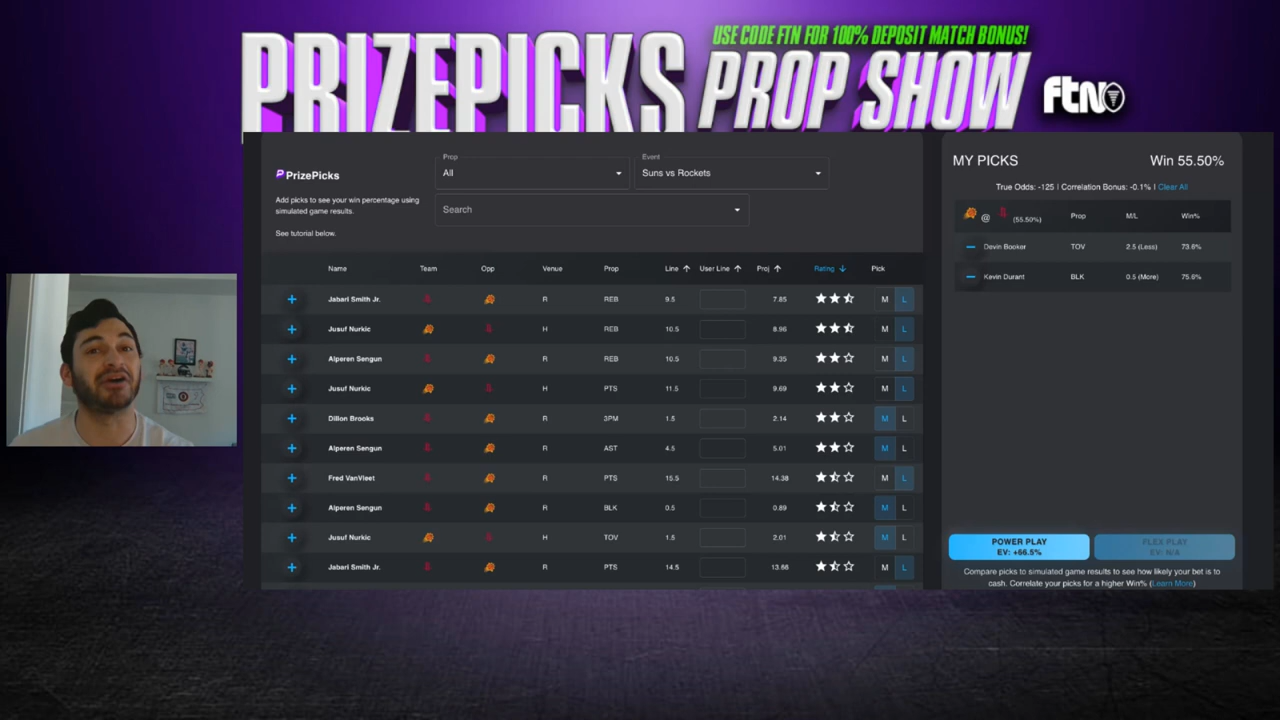 USE CODE FTN FOR 100% DEPOSIT MATCH BONUS!
PRIZEPICKS PROP SHOW ftn
PrizePicks
Add picks to see your win percentage using
simulated game results.
See tutorial below.
Prop
All
Event
Suns vs Rockets
Search
Name Team Opp Venue Prop Line User Line Proj Rating Pick
Jabari Smith Jr. R REB 9.5 7.85 M L
Jusuf Nurkic H REB 10.5 8.96 M L
Alperen Sengun R REB 10.5 9.35 M L
Jusuf Nurkic H PTS 11.5 9.69 M L
Dillon Brooks R 3PM 1.5 2.14 M L
Alperen Sengun R AST 4.5 5.01 M L
Fred VanVleet R PTS 15.5 14.38 M L
Alperen Sengun R BLK 0.5 0.89 M L
Jusuf Nurkic H TOV 1.5 2.01 M L
Jabari Smith Jr. R PTS 14.5 13.66 M L
MY PICKS Win 55.50%
True Odds: -125 | Correlation Bonus: -0.1% | Clear All
@ (55.50%) Prop M/L Win%
Devin Booker TOV 2.5 (Less) 73.6%
Kevin Durant BLK 0.5 (More) 75.6%
POWER PLAY
EV: +66.5%
FLEX PLAY
EV: N/A
Compare picks to simulated game results to see how likely your bet is to
cash. Correlate your picks for a higher Win% (Learn More)